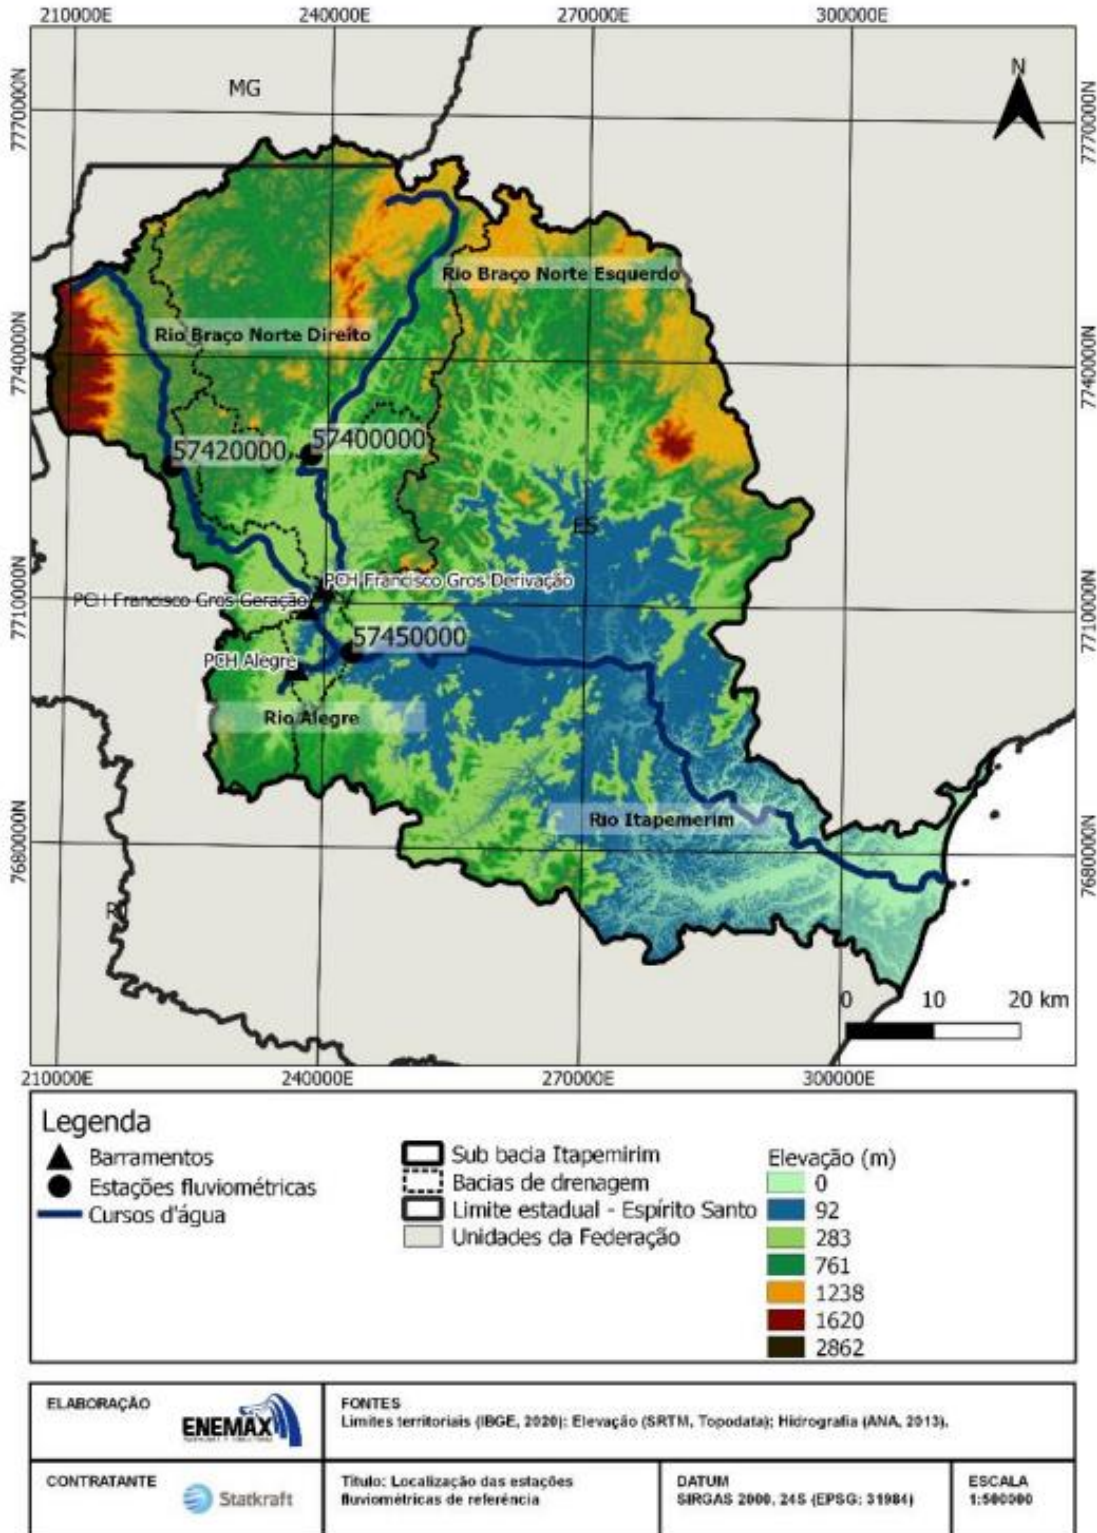 210000E 240000E 270000E 300000E
N
MG
7770000N 7770000N
Rio Braço Norte Esquerdo
Rio Braço Norte Direito
7740000N 7740000N
57420000 57400000
ES
PCH Francisco Gros Derivação
PCH Francisco Gros Geração
7710000N 7710000N
57450000
PCH Alegre
Rio Alegre
Rio Itapemerim
7680000N 7680000N
0 10 20 km
210000E 240000E 270000E 300000E
Legenda
Barramentos
Estações fluviométricas
Cursos d'água
Sub bacia Itapemirim
Bacias de drenagem
Limite estadual - Espírito Santo
Unidades da Federação
Elevação (m)
0
92
283
761
1238
1620
2862
ELABORAÇÃO
ENEMAX
FONTES
Limites territoriais (IBGE, 2020); Elevação (SRTM, Topodata); Hidrografia (ANA, 2013).
CONTRATANTE
Statkraft
Título: Localização das estações
fluviométricas de referência
DATUM
SIRGAS 2000, 24S (EPSG: 31984)
ESCALA
1:500000